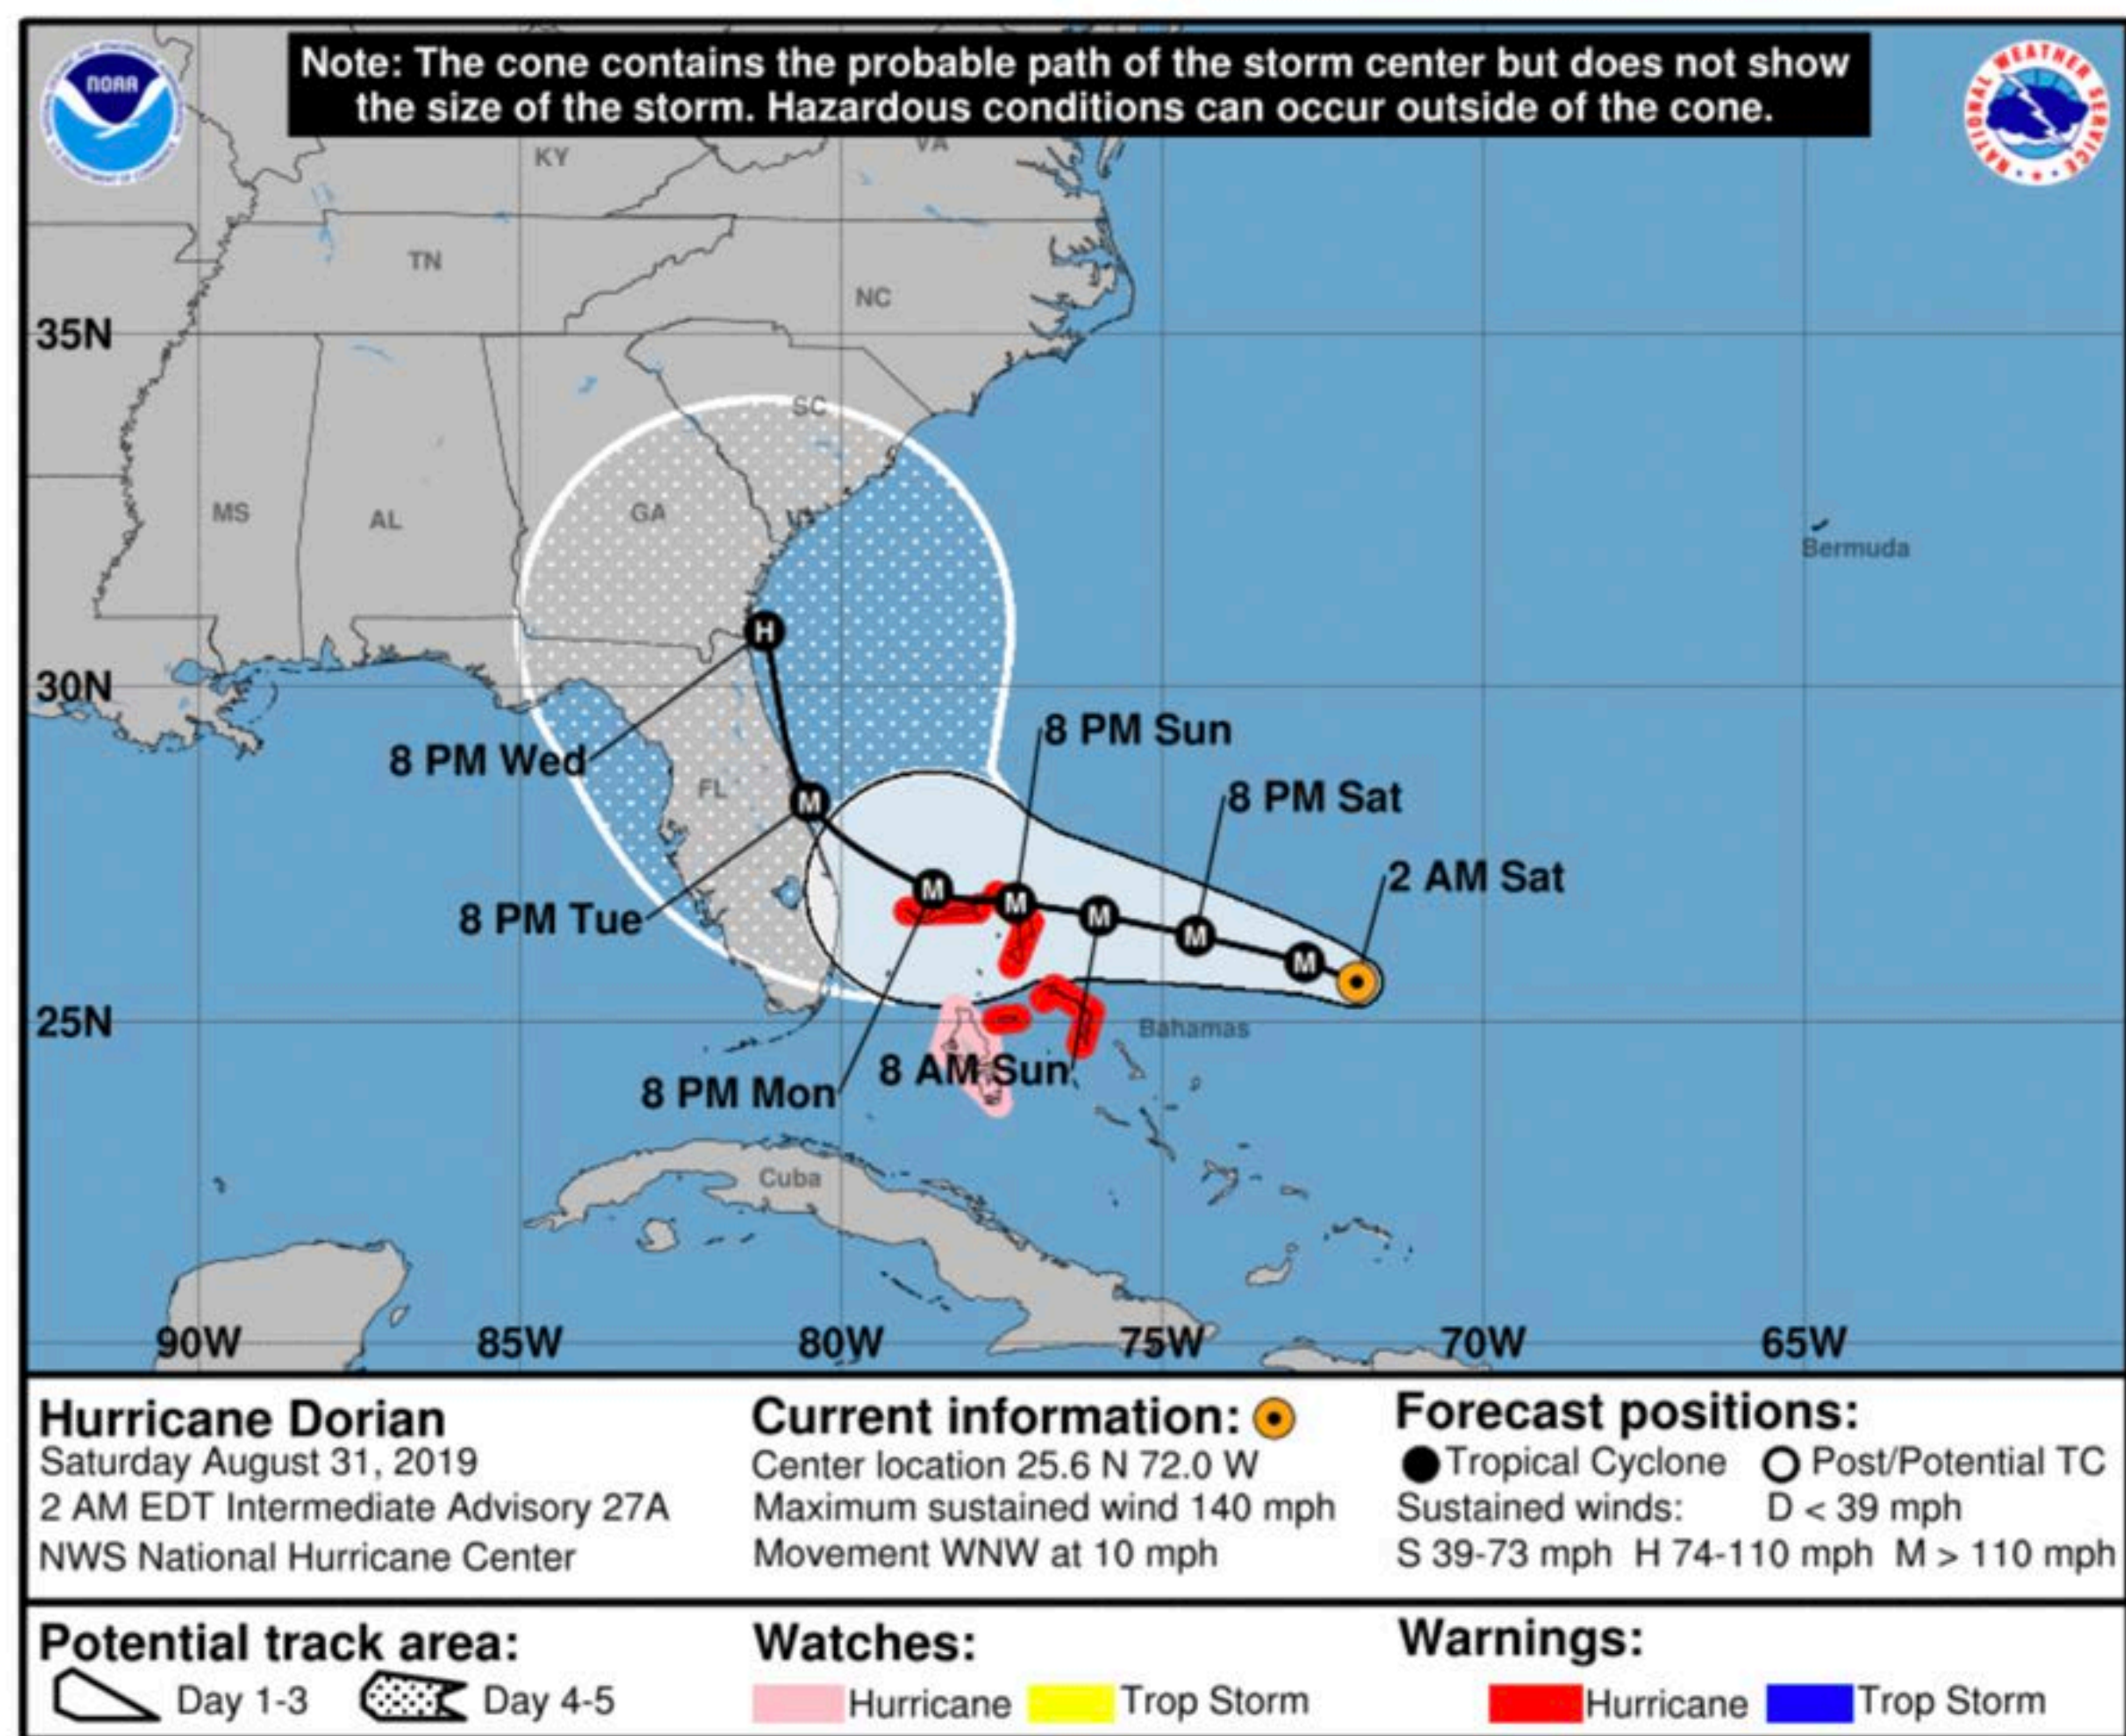 Note: The cone contains the probable path of the storm center but does not show
the size of the storm. Hazardous conditions can occur outside of the cone.
NOAA
NATIONAL WEATHER SERVICE
KY
VA
TN
NC
35N
SC
MS
AL
GA
Bermuda
H
30N
8 PM Sun
8 PM Wed
FL
M
8 PM Sat
2 AM Sat
M
M
M
M
M
8 PM Tue
25N
Bahamas
8 AM Sun
8 PM Mon
Cuba
90W
85W
80W
75W
70W
65W
Hurricane Dorian
Saturday August 31, 2019
2 AM EDT Intermediate Advisory 27A
NWS National Hurricane Center
Current information:
Center location 25.6 N 72.0 W
Maximum sustained wind 140 mph
Movement WNW at 10 mph
Forecast positions:
Tropical Cyclone
Post/Potential TC
Sustained winds: D < 39 mph
S 39-73 mph H 74-110 mph M > 110 mph
Potential track area:
Day 1-3
Day 4-5
Watches:
Hurricane
Trop Storm
Warnings:
Hurricane
Trop Storm